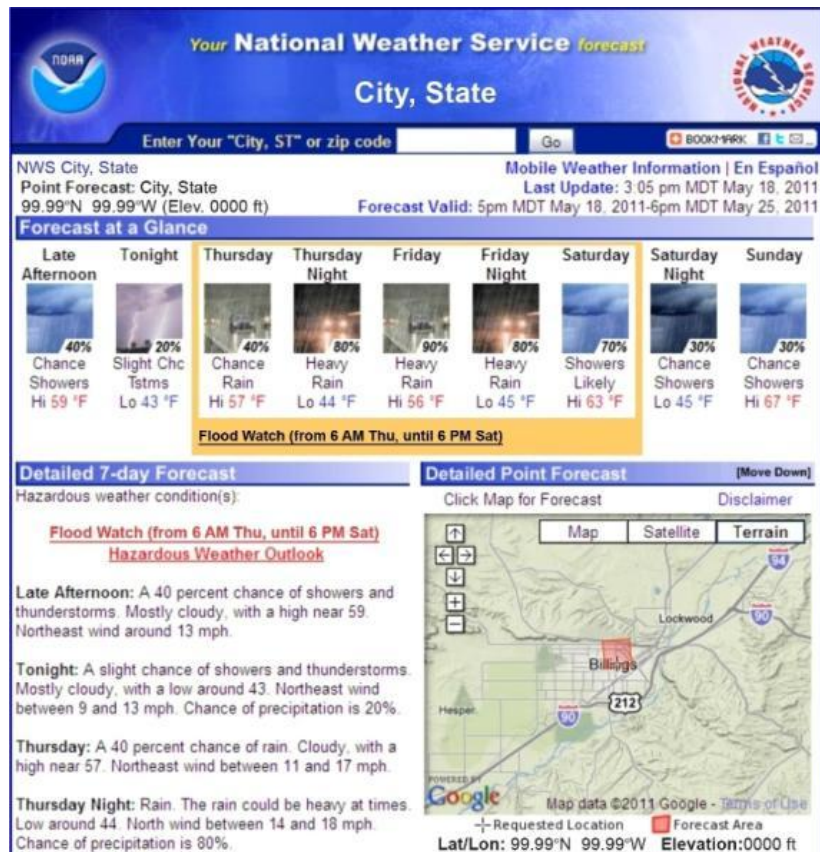 NOAA
Your National Weather Service forecast
City, State
NATIONAL WEATHER SERVICE
Enter Your "City, ST" or zip code
Go
BOOKMARK
NWS City, State
Mobile Weather Information | En Español
Point Forecast: City, State
Last Update: 3:05 pm MDT May 18, 2011
99.99°N 99.99°W (Elev. 0000 ft)
Forecast Valid: 5pm MDT May 18, 2011-6pm MDT May 25, 2011
Forecast at a Glance
Late Afternoon
40%
Chance Showers
Hi 59 °F
Tonight
20%
Slight Chc Tstms
Lo 43 °F
Thursday
40%
Chance Rain
Hi 57 °F
Thursday Night
80%
Heavy Rain
Lo 44 °F
Friday
90%
Heavy Rain
Hi 56 °F
Friday Night
80%
Heavy Rain
Lo 45 °F
Saturday
70%
Showers Likely
Hi 63 °F
Saturday Night
30%
Chance Showers
Lo 45 °F
Sunday
30%
Chance Showers
Hi 67 °F
Flood Watch (from 6 AM Thu, until 6 PM Sat)
Detailed 7-day Forecast
Hazardous weather condition(s):
Flood Watch (from 6 AM Thu, until 6 PM Sat)
Hazardous Weather Outlook
Late Afternoon: A 40 percent chance of showers and
thunderstorms. Mostly cloudy, with a high near 59.
Northeast wind around 13 mph.
Tonight: A slight chance of showers and thunderstorms.
Mostly cloudy, with a low around 43. Northeast wind
between 9 and 13 mph. Chance of precipitation is 20%.
Thursday: A 40 percent chance of rain. Cloudy, with a
high near 57. Northeast wind between 11 and 17 mph.
Thursday Night: Rain. The rain could be heavy at times.
Low around 44. North wind between 14 and 18 mph.
Chance of precipitation is 80%.
Detailed Point Forecast
[Move Down]
Click Map for Forecast
Disclaimer
Map
Satellite
Terrain
94
90
Lockwood
Billings
212
Hesper
90
POWERED BY
Google
Map data ©2011 Google - Terms of Use
Requested Location
Forecast Area
Lat/Lon: 99.99°N 99.99°W Elevation:0000 ft